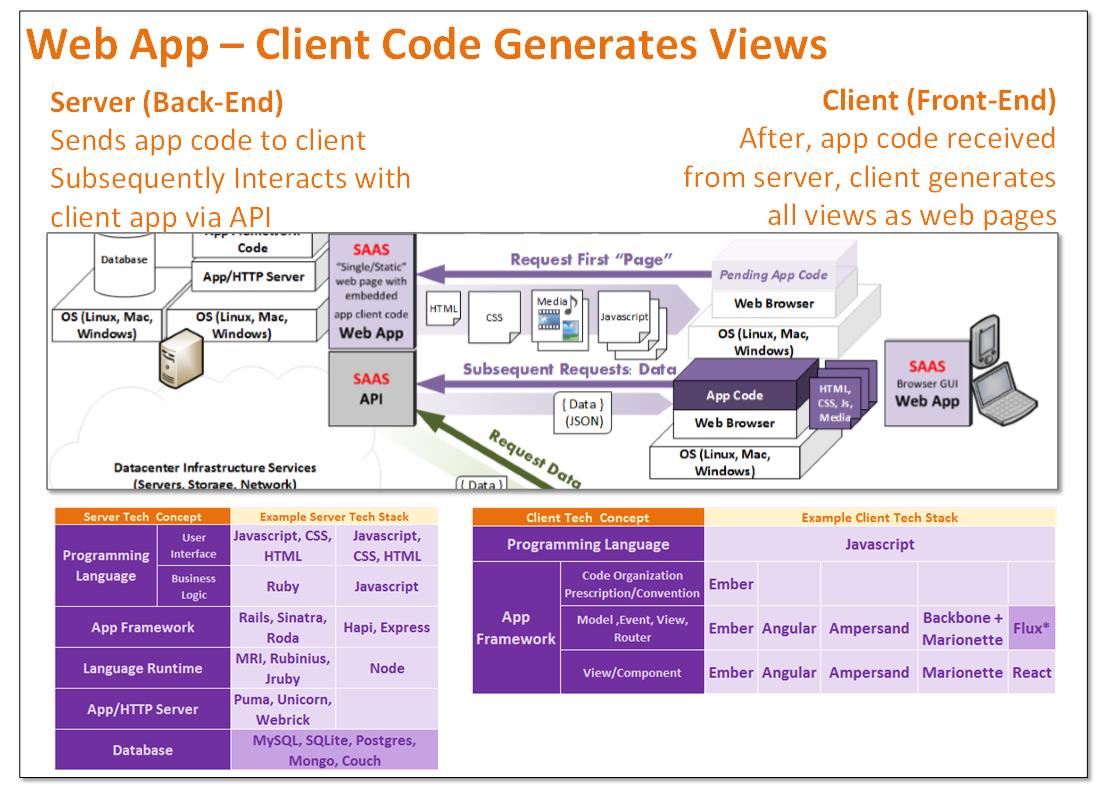 Web App – Client Code Generates Views
Server (Back-End)
Sends app code to client
Subsequently Interacts with
client app via API
Client (Front-End)
After, app code received
from server, client generates
all views as web pages
Database
App Framework
Code
App/HTTP Server
OS (Linux, Mac,
Windows)
OS (Linux, Mac,
Windows)
SAAS
"Single/Static"
web page with
embedded
app client code
Web App
Request First "Page"
HTML
CSS
Media
Javascript
Pending App Code
Web Browser
OS (Linux, Mac,
Windows)
SAAS
API
Subsequent Requests: Data
{ Data }
(JSON)
App Code
Web Browser
OS (Linux, Mac,
Windows)
HTML,
CSS, Js,
Media
SAAS
Browser GUI
Web App
Request Data
{ Data }
Datacenter Infrastructure Services
(Servers, Storage, Network)
Server Tech Concept
Example Server Tech Stack
Programming
Language
User
Interface
Javascript, CSS,
HTML
Javascript,
CSS, HTML
Business
Logic
Ruby
Javascript
App Framework
Rails, Sinatra,
Roda
Hapi, Express
Language Runtime
MRI, Rubinius,
Jruby
Node
App/HTTP Server
Puma, Unicorn,
Webrick
Database
MySQL, SQLite, Postgres,
Mongo, Couch
Client Tech Concept
Example Client Tech Stack
Programming Language
Javascript
App
Framework
Code Organization
Prescription/Convention
Ember
Model ,Event, View,
Router
Ember
Angular
Ampersand
Backbone +
Marionette
Flux*
View/Component
Ember
Angular
Ampersand
Marionette
React